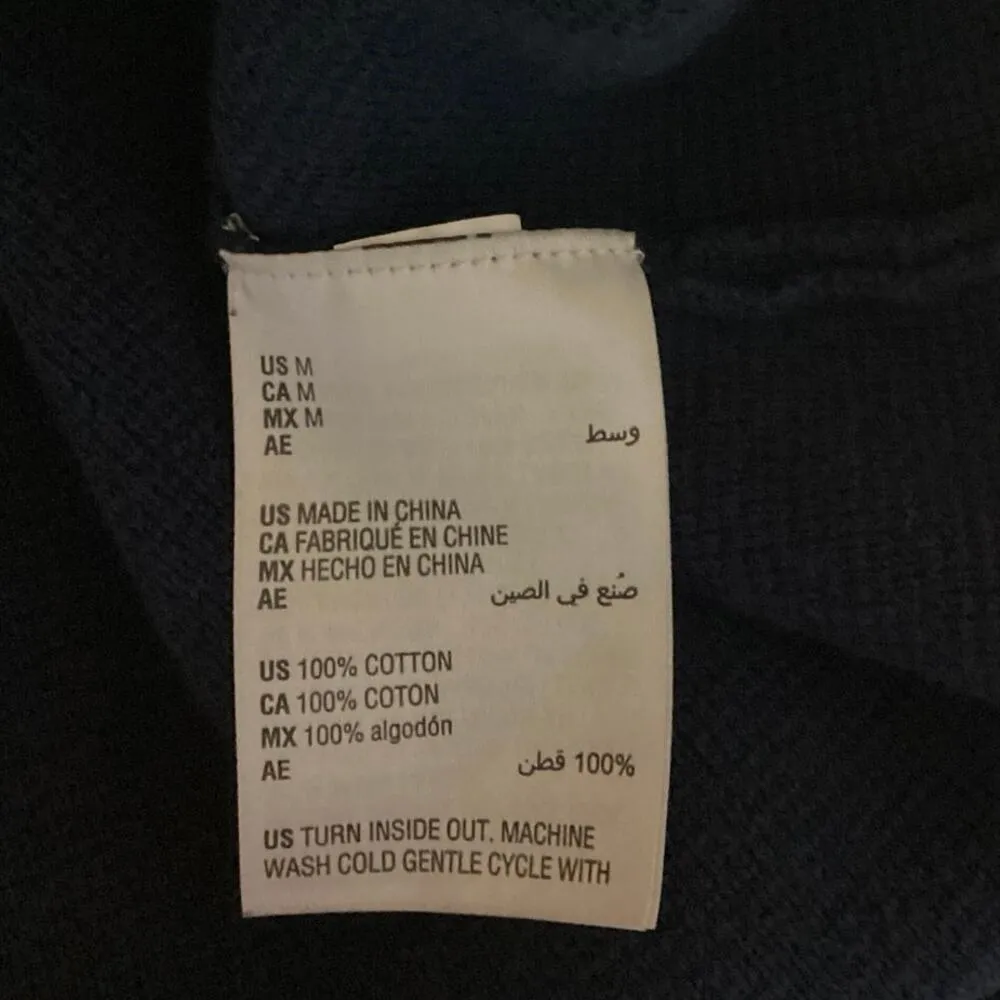 US M
CA M
MX M
AE وسط
US MADE IN CHINA
CA FABRIQUÉ EN CHINE
MX HECHO EN CHINA
AE صُنع في الصين
US 100% COTTON
CA 100% COTON
MX 100% algodón
AE 100% قطن
US TURN INSIDE OUT. MACHINE
WASH COLD GENTLE CYCLE WITH